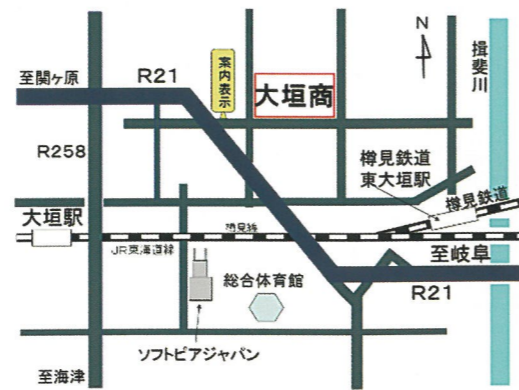 N
至関ヶ原
R21
案内表示
大垣商
揖斐川
R258
樽見鉄道
東大垣駅
樽見鉄道
大垣駅
樽見線
JR東海道線
至岐阜
総合体育館
R21
ソフトピアジャパン
至海津